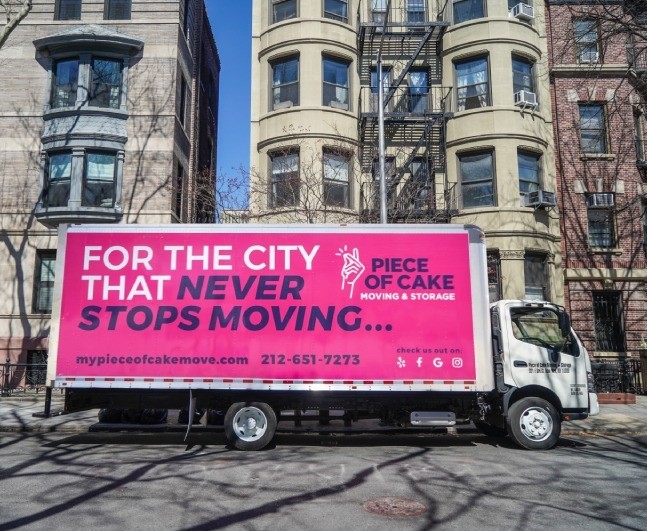 FOR THE CITY
THAT NEVER
STOPS MOVING...
PIECE
OF CAKE
MOVING & STORAGE
mypieceofcakemove.com 212-651-7273
check us out on: